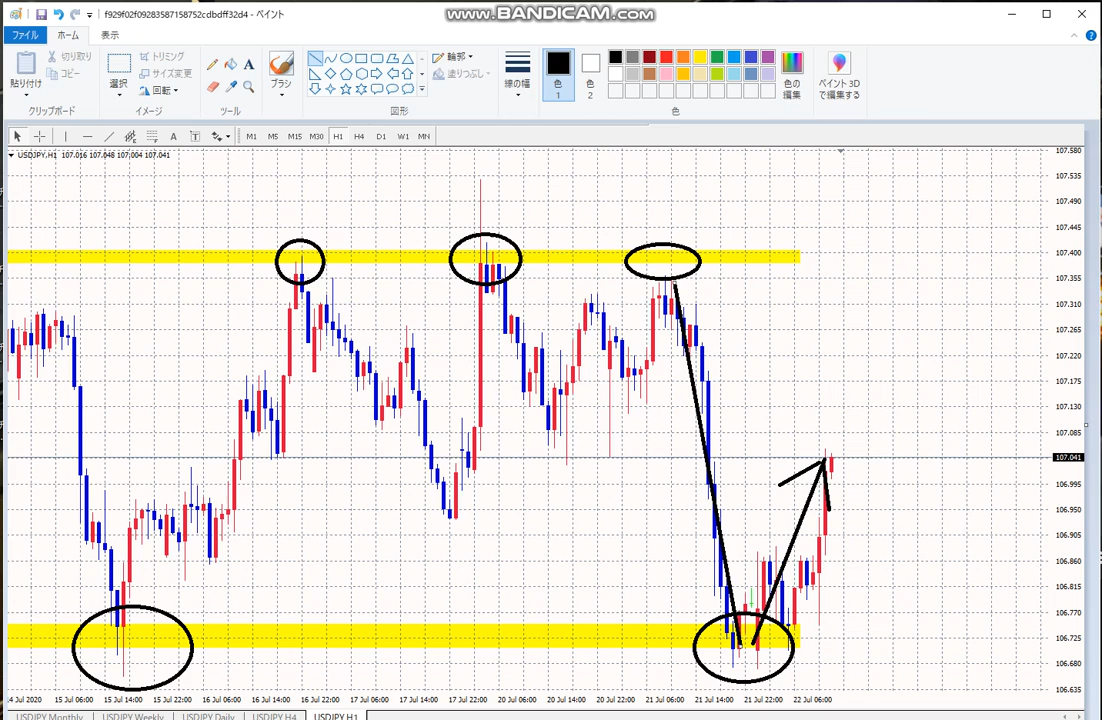 f929f02f09283587158752cdbdff32d4 - ペイント
www.BANDICAM.com
ファイル ホーム 表示
貼り付け
切り取り
コピー
クリップボード
選択
トリミング
サイズ変更
回転
イメージ
ツール
ブラシ
輪郭
塗りつぶし
図形
線の幅
色
1
色
2
色の
編集
色
ペイント 3D
で編集する
M1 M5 M15 M30 H1 H4 D1 W1 MN
USDJPY,H1 107.016 107.048 107.004 107.041
107.580
107.535
107.490
107.445
107.400
107.355
107.310
107.265
107.220
107.175
107.130
107.085
107.041
106.995
106.950
106.905
106.860
106.815
106.770
106.725
106.680
106.635
4 Jul 2020 15 Jul 06:00 15 Jul 14:00 15 Jul 22:00 16 Jul 06:00 16 Jul 14:00 16 Jul 22:00 17 Jul 06:00 17 Jul 14:00 17 Jul 22:00 20 Jul 06:00 20 Jul 14:00 20 Jul 22:00 21 Jul 06:00 21 Jul 14:00 21 Jul 22:00 22 Jul 06:00
USDJPY Monthly USDJPY Weekly USDJPY Daily USDJPY H4 USDJPY H1